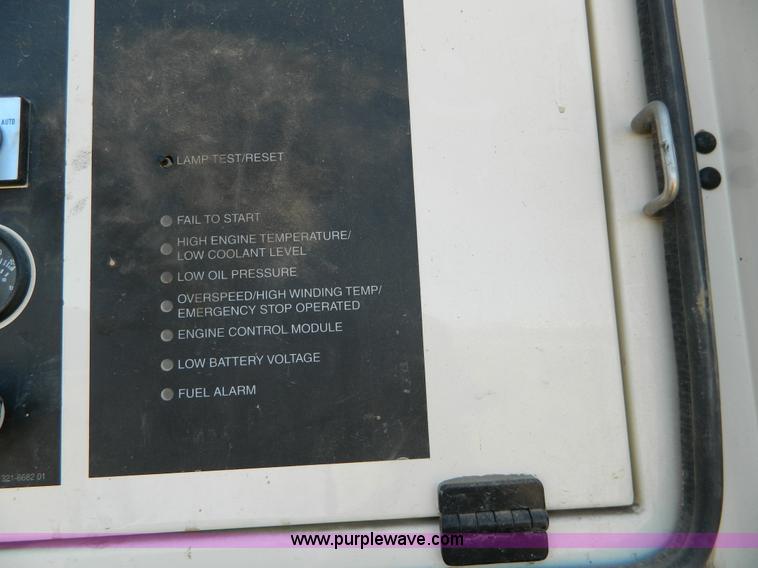 AUTO
LAMP TEST/RESET
FAIL TO START
HIGH ENGINE TEMPERATURE/
LOW COOLANT LEVEL
LOW OIL PRESSURE
OVERSPEED/HIGH WINDING TEMP/
EMERGENCY STOP OPERATED
ENGINE CONTROL MODULE
LOW BATTERY VOLTAGE
FUEL ALARM
321-6682 01
www.purplewave.com